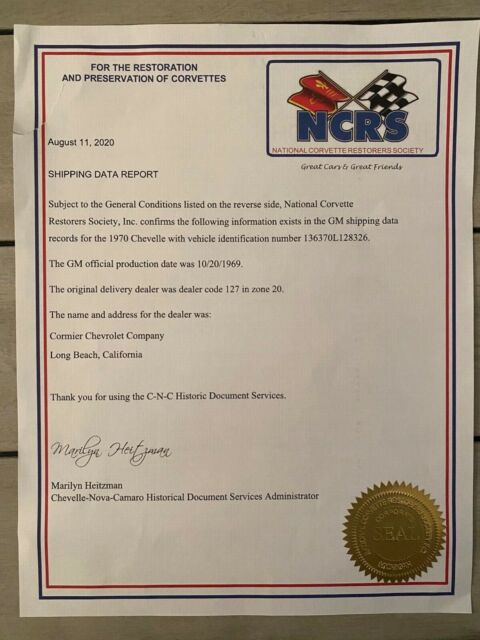 FOR THE RESTORATION
AND PRESERVATION OF CORVETTES
NCRS
NATIONAL CORVETTE RESTORERS SOCIETY
Great Cars & Great Friends
August 11, 2020
SHIPPING DATA REPORT
Subject to the General Conditions listed on the reverse side, National Corvette
Restorers Society, Inc. confirms the following information exists in the GM shipping data
records for the 1970 Chevelle with vehicle identification number 136370L128326.
The GM official production date was 10/20/1969.
The original delivery dealer was dealer code 127 in zone 20.
The name and address for the dealer was:
Cormier Chevrolet Company
Long Beach, California
Thank you for using the C-N-C Historic Document Services.
Marilyn Heitzman
Marilyn Heitzman
Chevelle-Nova-Camaro Historical Document Services Administrator
SEAL